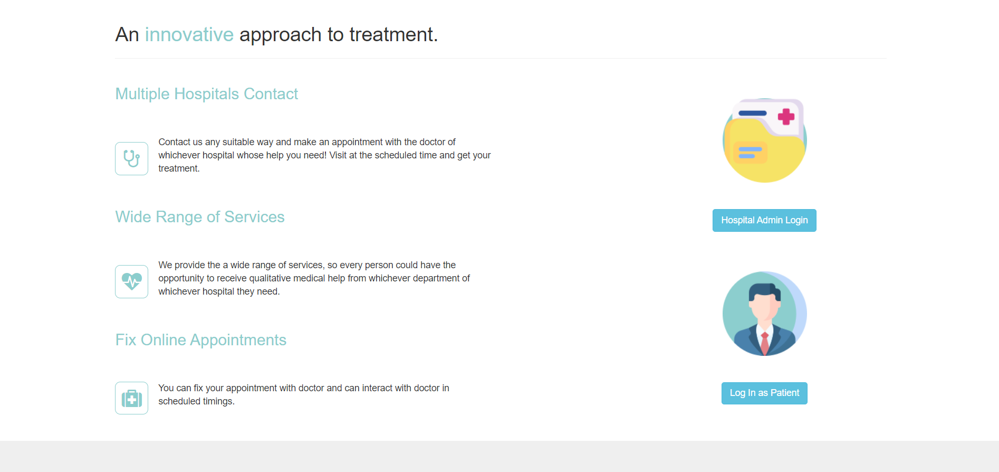 An innovative approach to treatment.
Multiple Hospitals Contact
Contact us any suitable way and make an appointment with the doctor of
whichever hospital whose help you need! Visit at the scheduled time and get your
treatment.
Wide Range of Services
We provide the a wide range of services, so every person could have the
opportunity to receive qualitative medical help from whichever department of
whichever hospital they need.
Fix Online Appointments
You can fix your appointment with doctor and can interact with doctor in
scheduled timings.
Hospital Admin Login
Log In as Patient